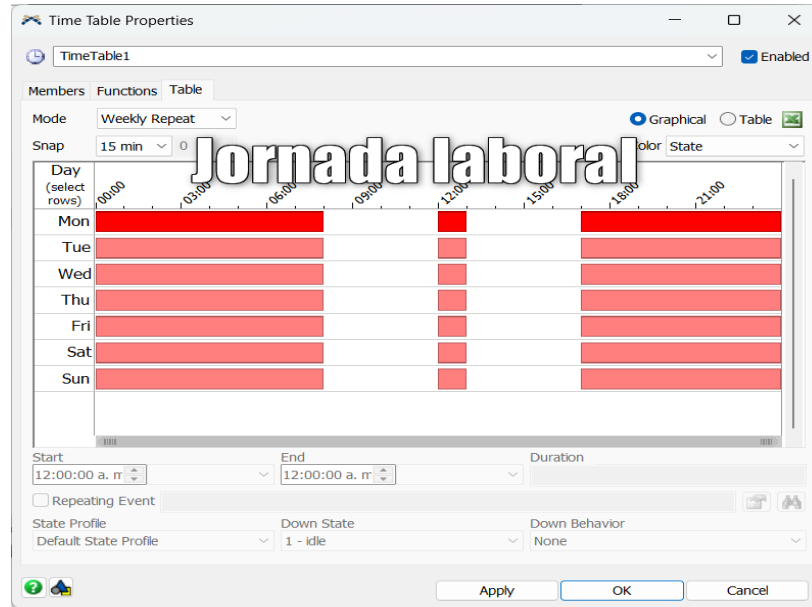 Time Table Properties
TimeTable1
Enabled
Members Functions Table
Mode Weekly Repeat Graphical Table
Snap 15 min 0 Color State
Jornada laboral
Day
(select
rows)
00:00 03:00 06:00 09:00 12:00 15:00 18:00 21:00
Mon
Tue
Wed
Thu
Fri
Sat
Sun
Start End Duration
12:00:00 a. m 12:00:00 a. m
Repeating Event
State Profile Down State Down Behavior
Default State Profile 1 - idle None
Apply OK Cancel